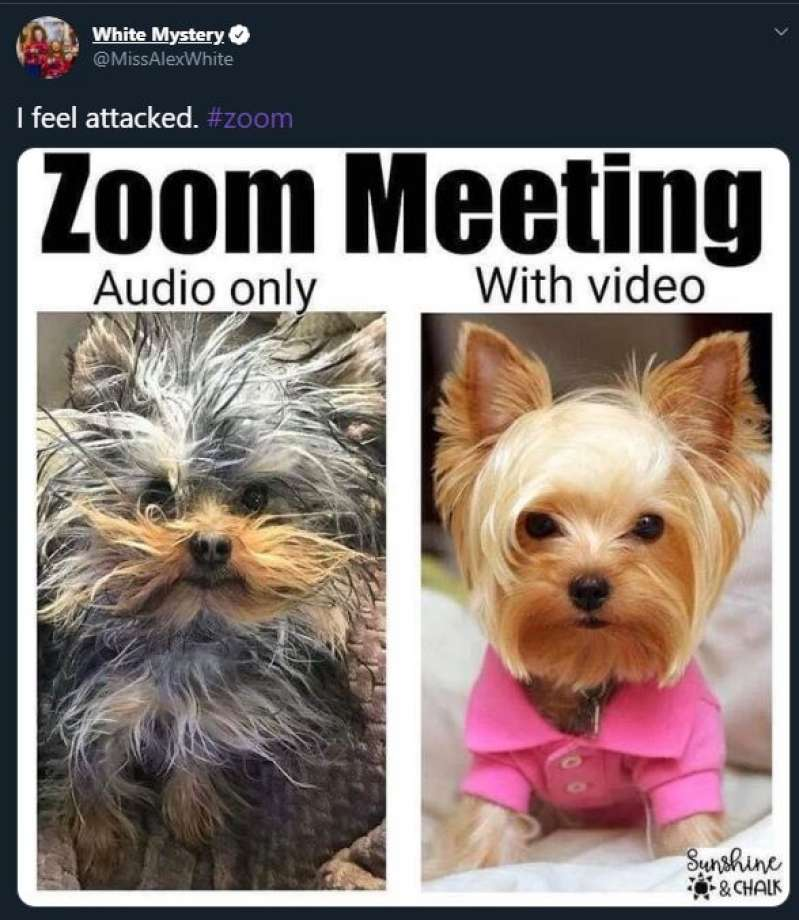 White Mystery
@MissAlexWhite
I feel attacked. #zoom
Zoom Meeting
Audio only
With video
Sunshine
& CHALK